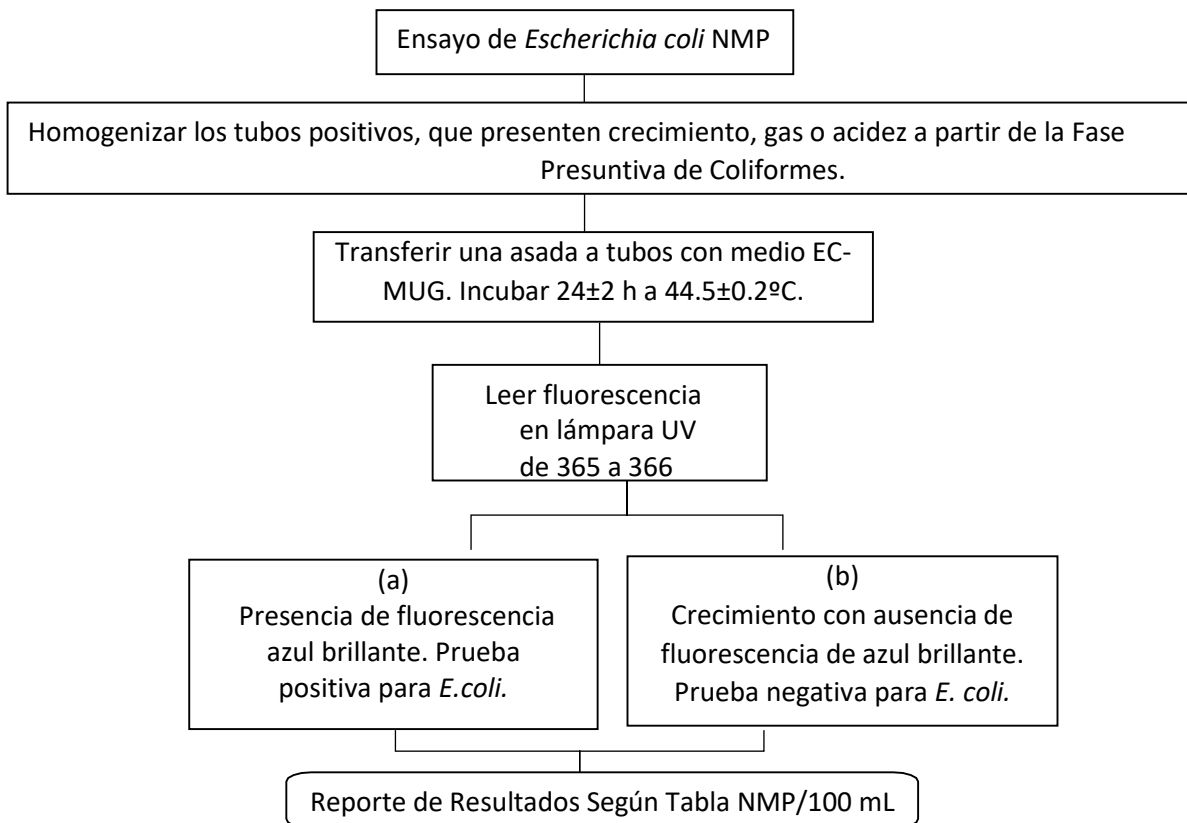 Ensayo de Escherichia coli NMP
Homogenizar los tubos positivos, que presenten crecimiento, gas o acidez a partir de la Fase
Presuntiva de Coliformes.
Transferir una asada a tubos con medio EC-
MUG. Incubar 24±2 h a 44.5±0.2ºC.
Leer fluorescencia
en lámpara UV
de 365 a 366
(a)
Presencia de fluorescencia
azul brillante. Prueba
positiva para E.coli.
(b)
Crecimiento con ausencia de
fluorescencia de azul brillante.
Prueba negativa para E. coli.
Reporte de Resultados Según Tabla NMP/100 mL